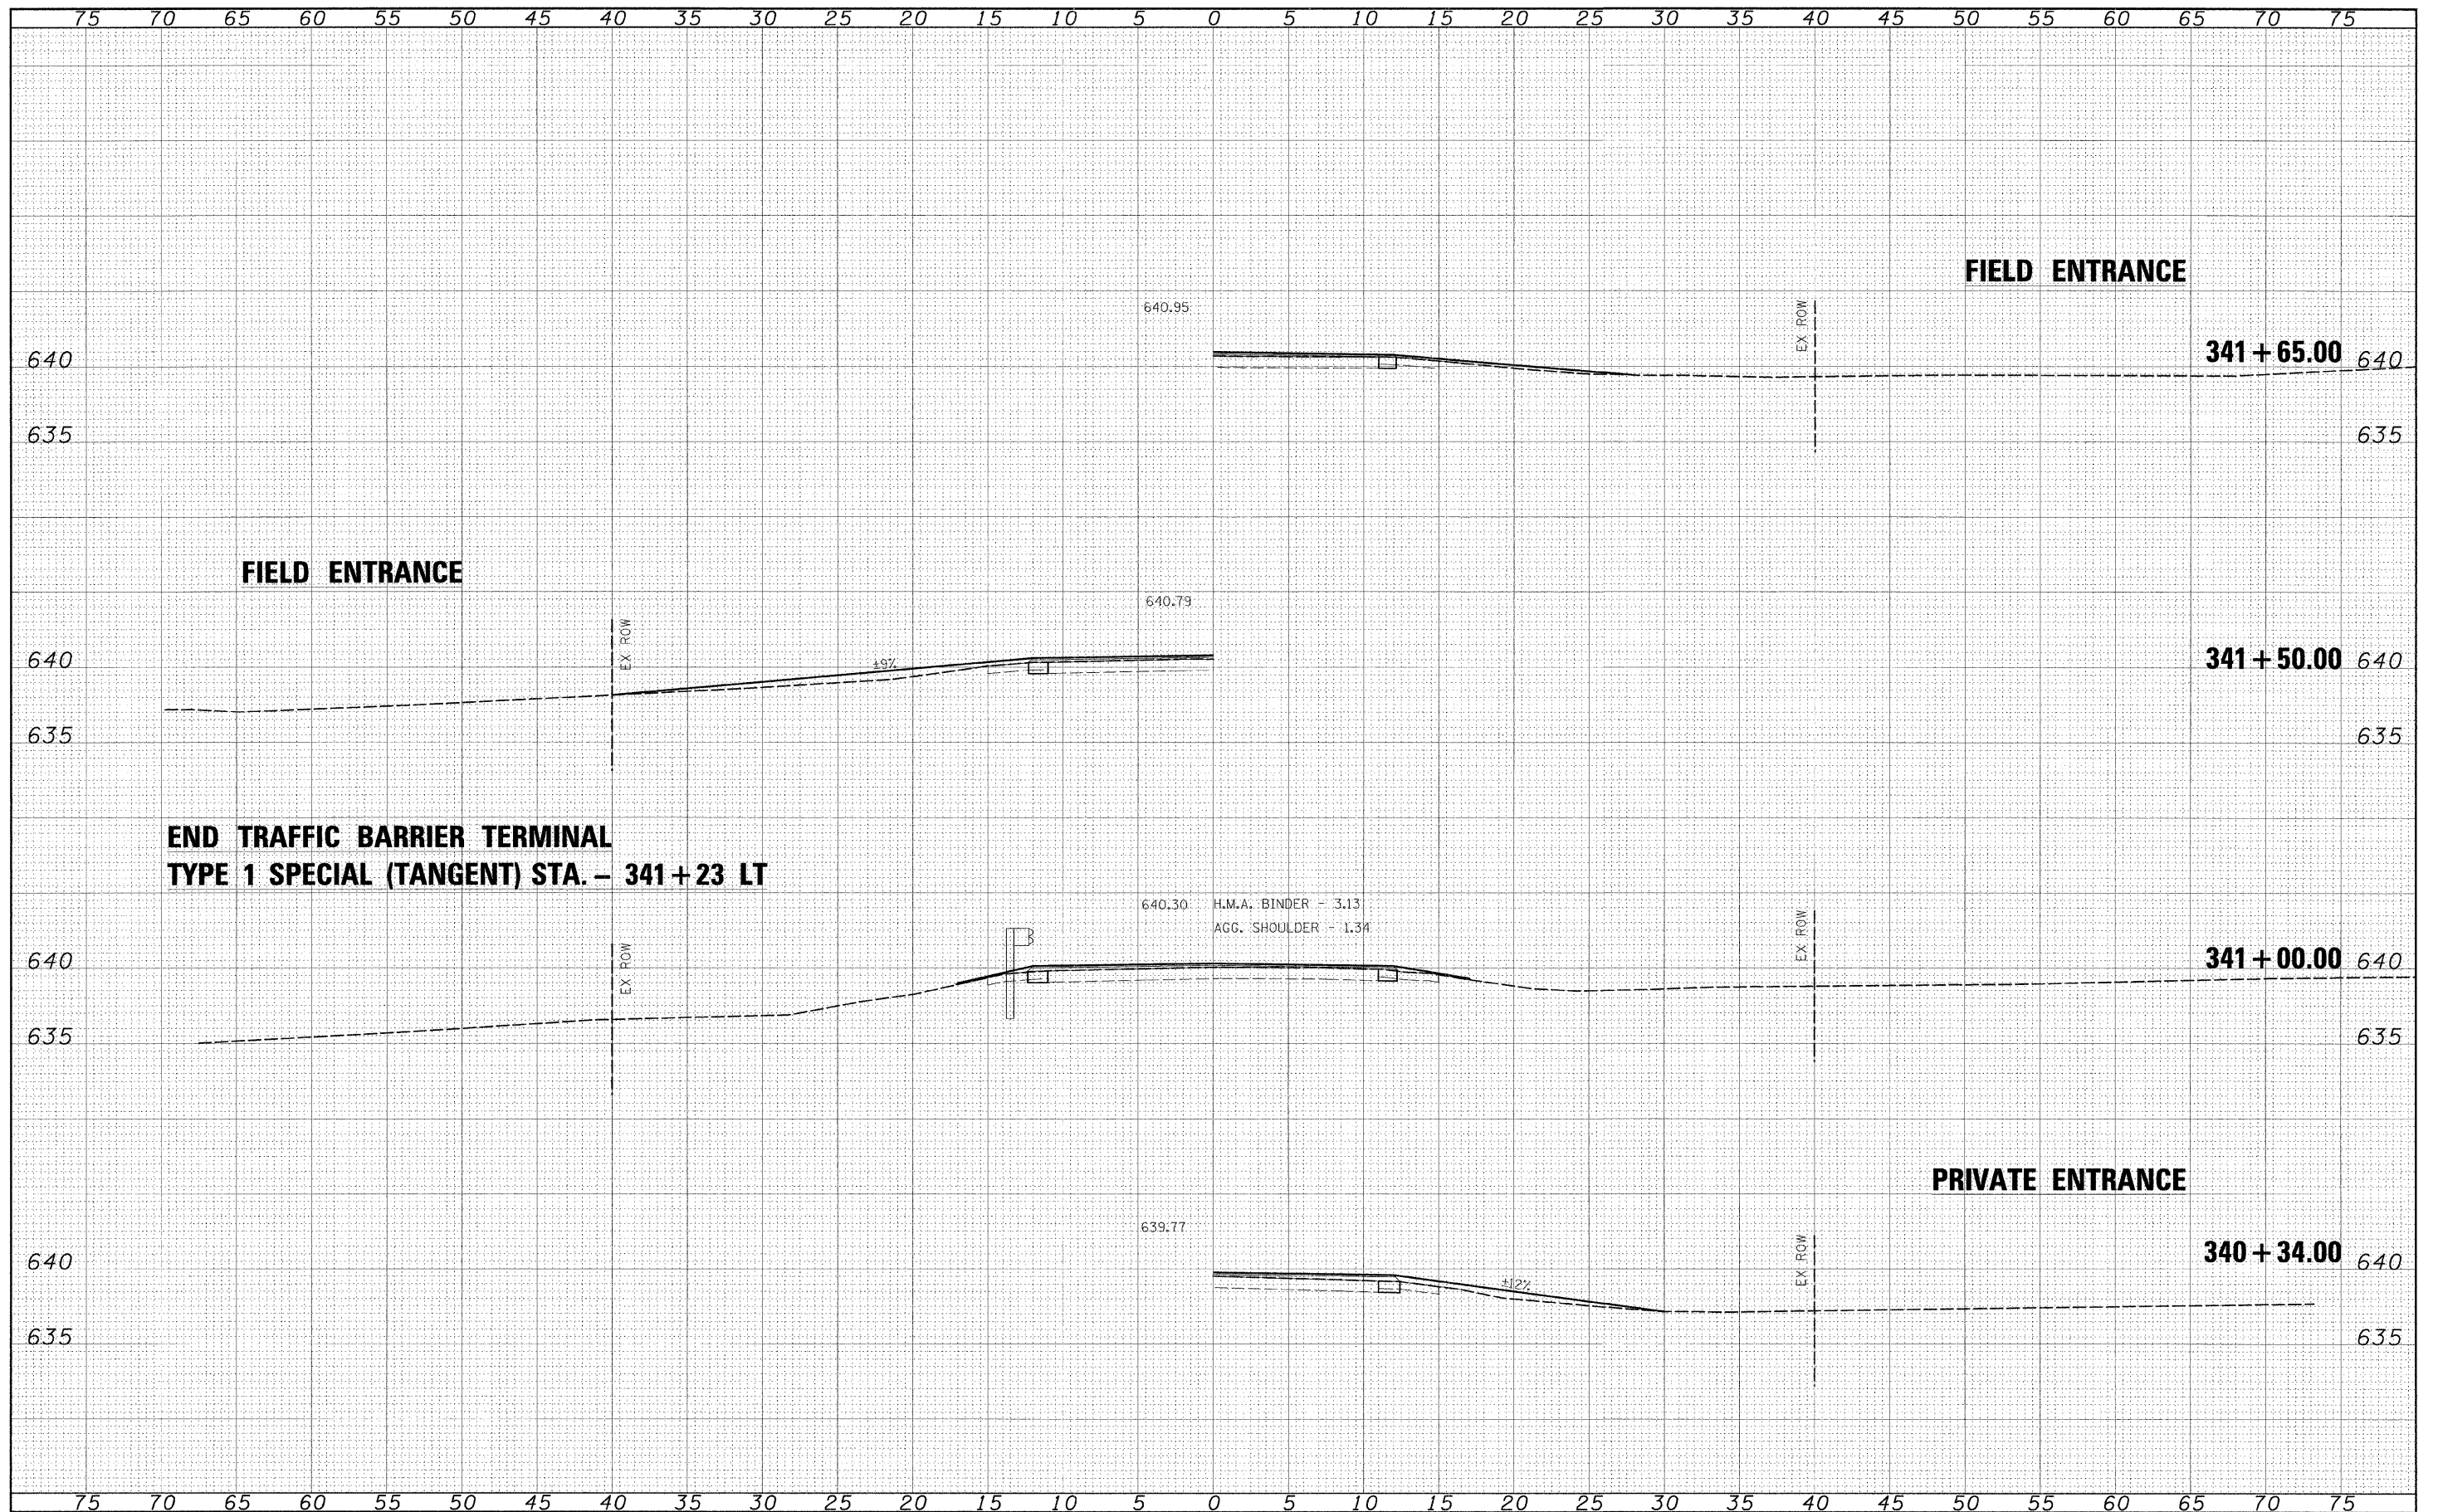 75 70 65 60 55 50 45 40 35 30 25 20 15 10 5 0 5 10 15 20 25 30 35 40 45 50 55 60 65 70 75
FIELD ENTRANCE
640.95
EX ROW
640
341+65.00 640
635
635
FIELD ENTRANCE
640.79
EX ROW
640
±9%
341+50.00 640
635
635
END TRAFFIC BARRIER TERMINAL
TYPE 1 SPECIAL (TANGENT) STA. – 341+23 LT
640.30 H.M.A. BINDER - 3.13
AGG. SHOULDER - 1.34
EX ROW
EX ROW
640
341+00.00 640
635
635
PRIVATE ENTRANCE
639.77
EX ROW
640
±12%
340+34.00 640
635
635
75 70 65 60 55 50 45 40 35 30 25 20 15 10 5 0 5 10 15 20 25 30 35 40 45 50 55 60 65 70 75